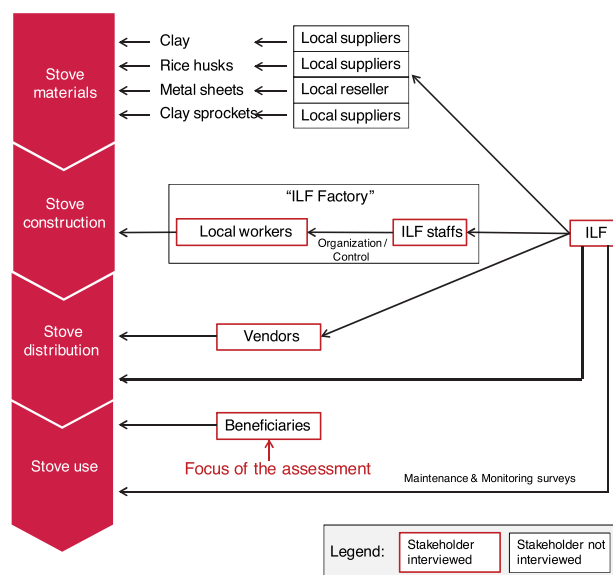 Stove
materials
Clay
Rice husks
Metal sheets
Clay sprockets
Local suppliers
Local suppliers
Local reseller
Local suppliers
Stove
construction
“ILF Factory”
Local workers
Organization /
Control
ILF staffs
ILF
Stove
distribution
Vendors
Stove use
Beneficiaries
Focus of the assessment
Maintenance & Monitoring surveys
Legend:
Stakeholder
interviewed
Stakeholder not
interviewed